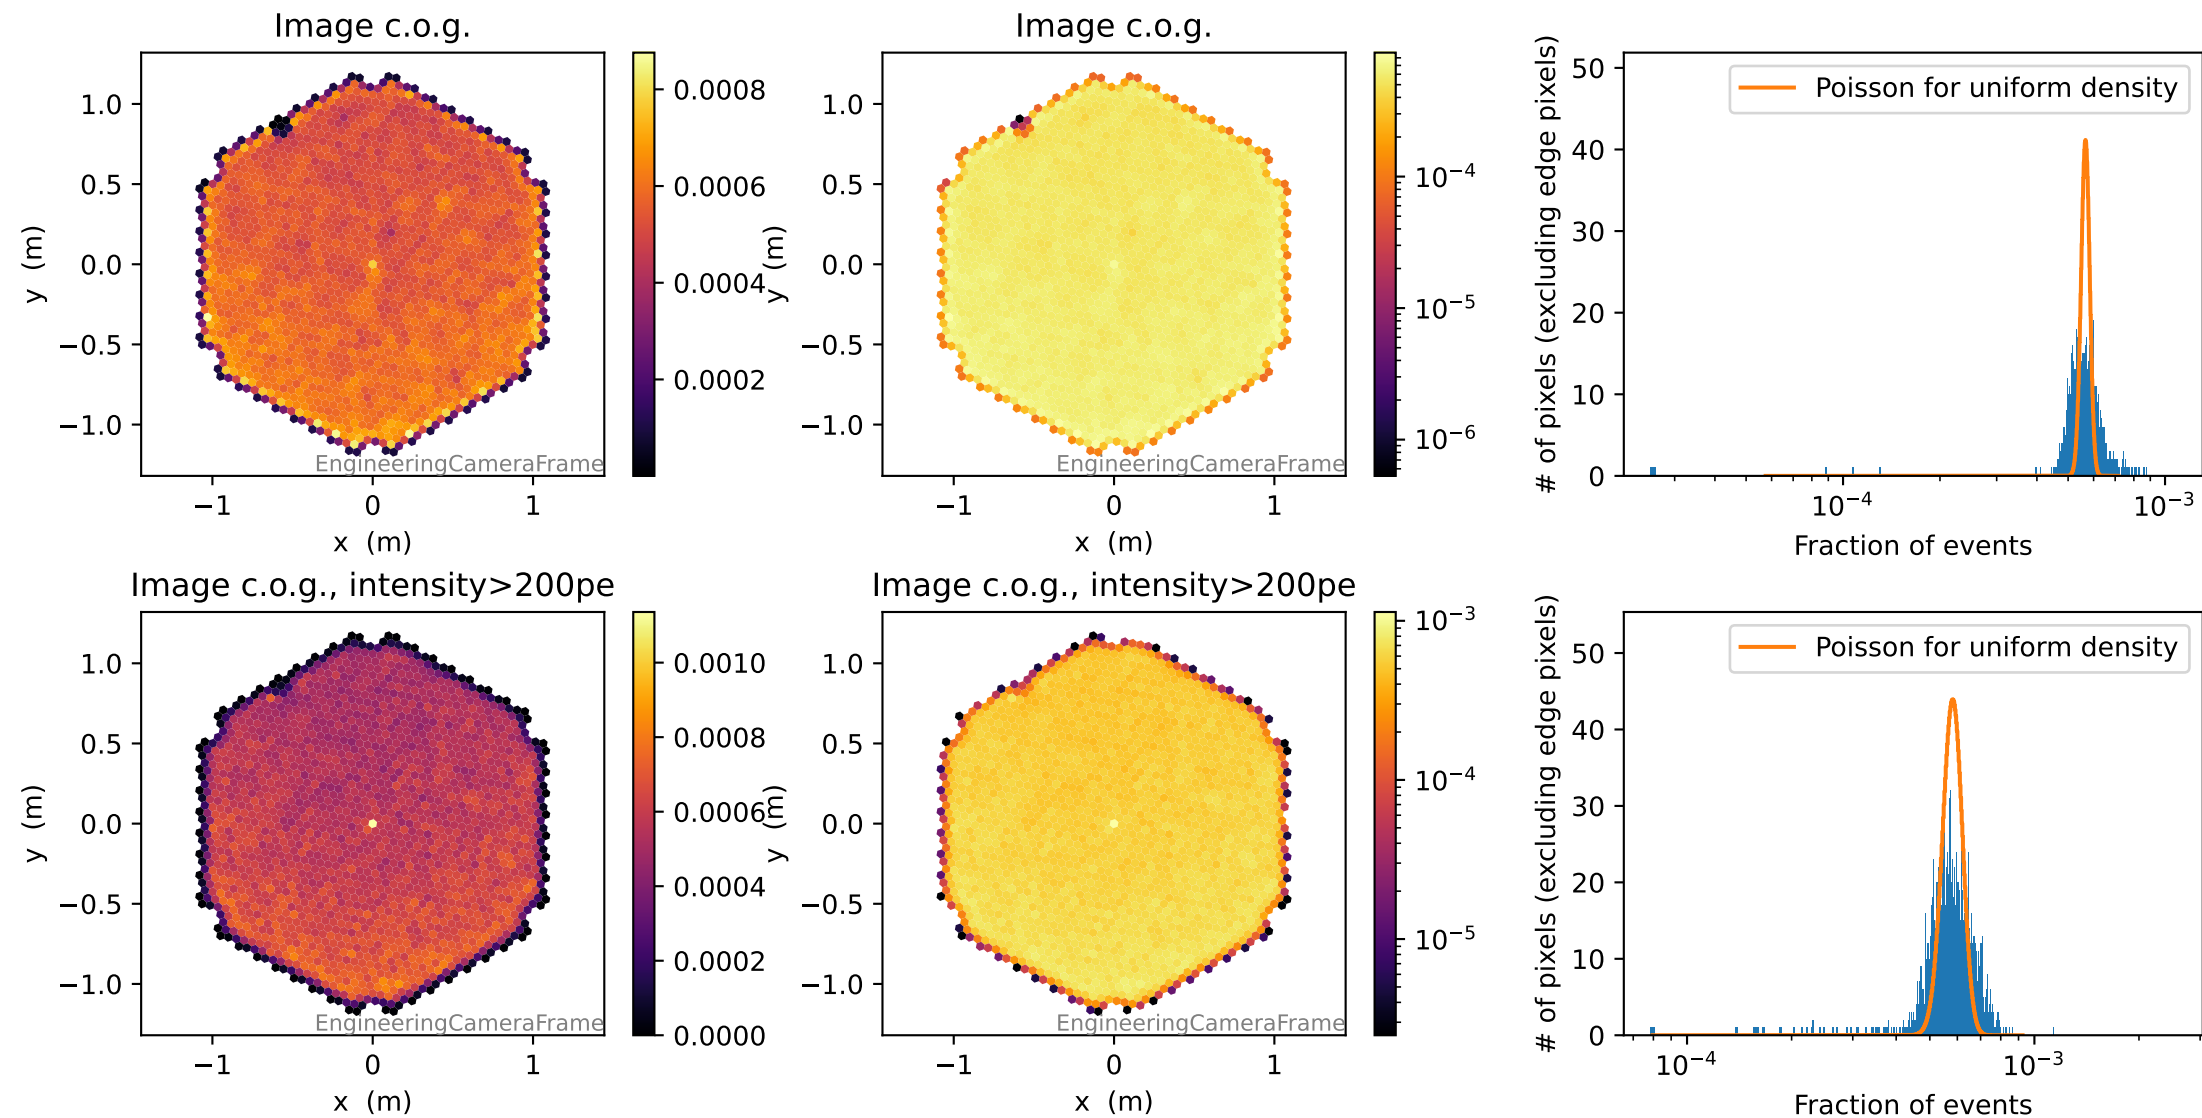 Image c.o.g.
y (m)
1.0
0.5
0.0
−0.5
−1.0
−1
0
1
x (m)
EngineeringCameraFrame
0.0008
0.0006
0.0004
0.0002
Image c.o.g.
y (m)
1.0
0.5
0.0
−0.5
−1.0
−1
0
1
x (m)
EngineeringCameraFrame
10⁻⁴
10⁻⁵
10⁻⁶
# of pixels (excluding edge pixels)
50
40
30
20
10
0
Poisson for uniform density
10⁻⁴
10⁻³
Fraction of events
Image c.o.g., intensity>200pe
y (m)
1.0
0.5
0.0
−0.5
−1.0
−1
0
1
x (m)
EngineeringCameraFrame
0.0010
0.0008
0.0006
0.0004
0.0002
0.0000
Image c.o.g., intensity>200pe
y (m)
1.0
0.5
0.0
−0.5
−1.0
−1
0
1
x (m)
EngineeringCameraFrame
10⁻³
10⁻⁴
10⁻�5
# of pixels (excluding edge pixels)
50
40
30
20
10
0
Poisson for uniform density
10⁻⁴
10⁻³
Fraction of events